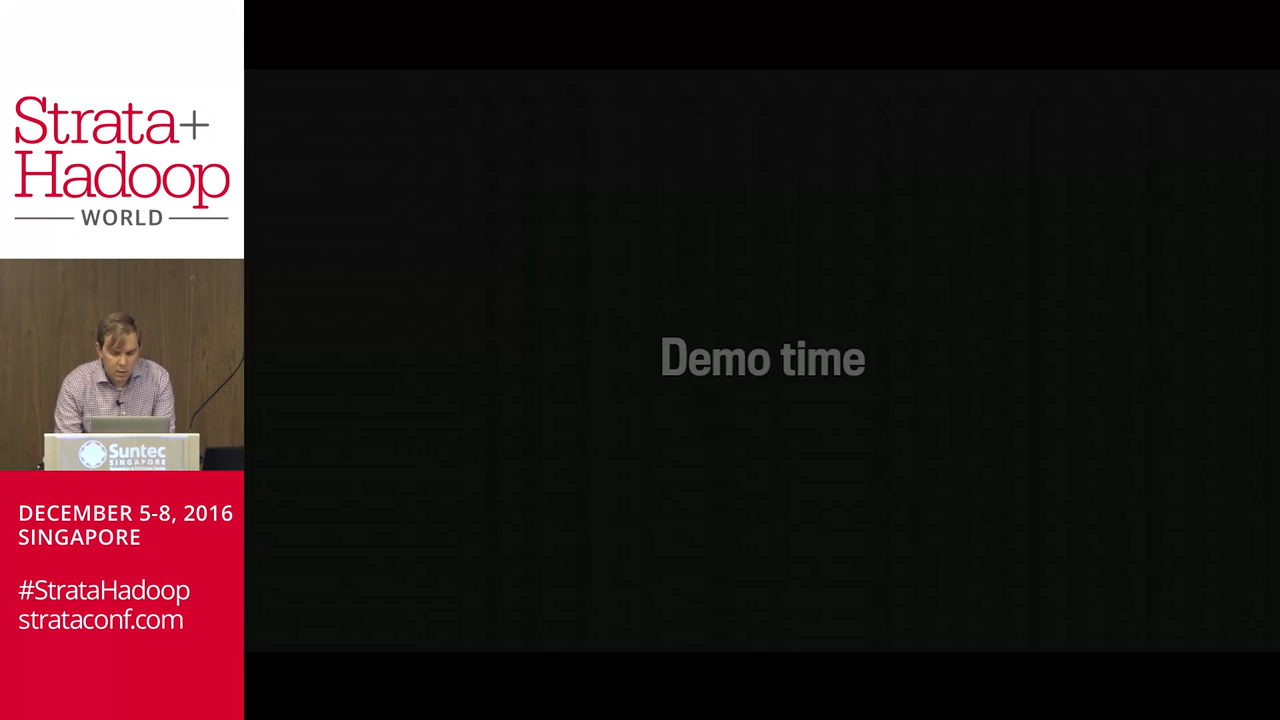 Strata+
Hadoop
WORLD
Suntec
SINGAPORE
DECEMBER 5-8, 2016
SINGAPORE
#StrataHadoop
strataconf.com
Demo time